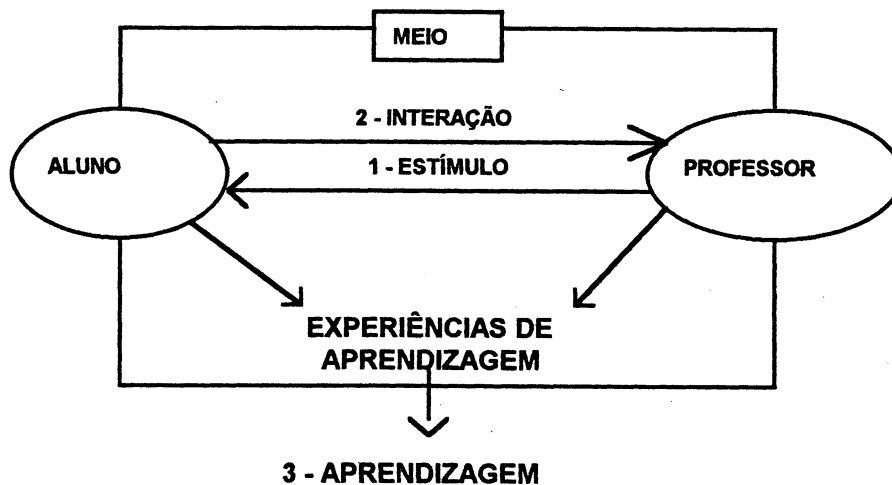 MEIO
2 - INTERAÇÃO
ALUNO
1 - ESTÍMULO
PROFESSOR
EXPERIÊNCIAS DE
APRENDIZAGEM
3 - APRENDIZAGEM